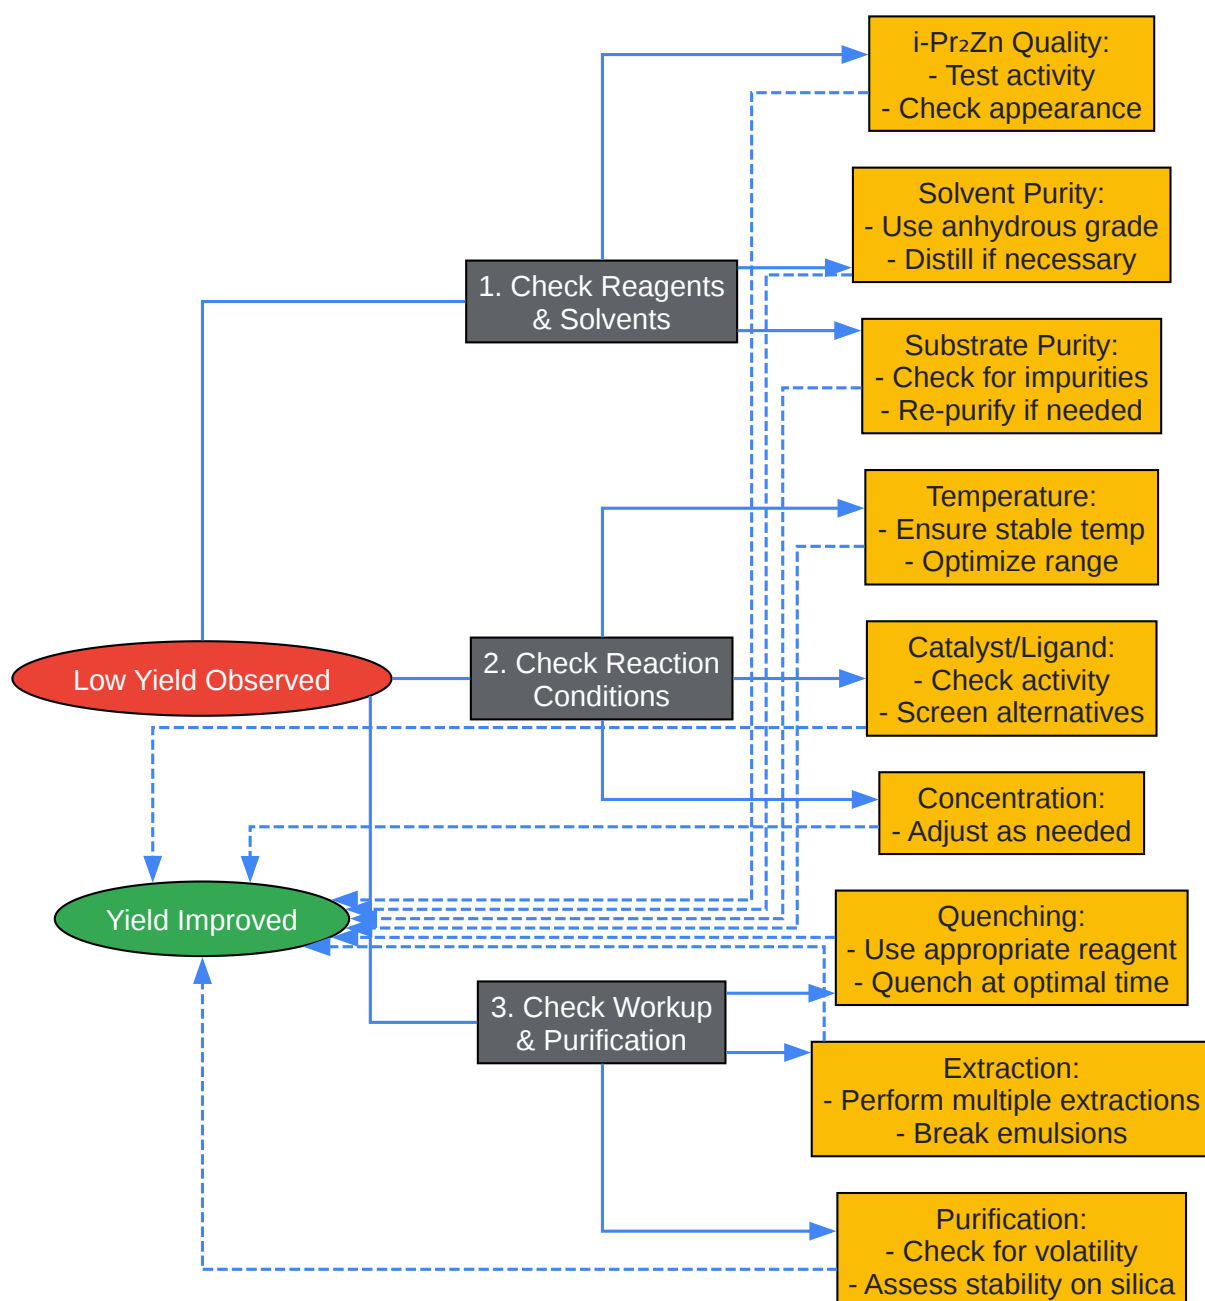 i-Pr₂Zn Quality:
- Test activity
- Check appearance
Solvent Purity:
- Use anhydrous grade
- Distill if necessary
1. Check Reagents
& Solvents
Substrate Purity:
- Check for impurities
- Re-purify if needed
Temperature:
- Ensure stable temp
- Optimize range
Low Yield Observed
2. Check Reaction
Conditions
Catalyst/Ligand:
- Check activity
- Screen alternatives
Concentration:
- Adjust as needed
Yield Improved
Quenching:
- Use appropriate reagent
- Quench at optimal time
3. Check Workup
& Purification
Extraction:
- Perform multiple extractions
- Break emulsions
Purification:
- Check for volatility
- Assess stability on silica